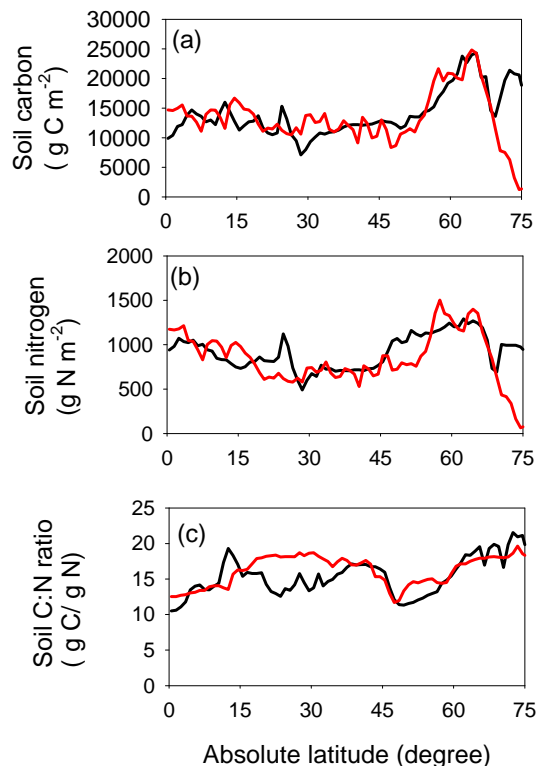 (a)
Soil carbon
( g C m-2)
30000
25000
20000
15000
10000
5000
0
0 15 30 45 60 75
(b)
Soil nitrogen
(g N m-2)
2000
1500
1000
500
0
0 15 30 45 60 75
(c)
Soil C:N ratio
( g C/ g N)
25
20
15
10
5
0
0 15 30 45 60 75
Absolute latitude (degree)